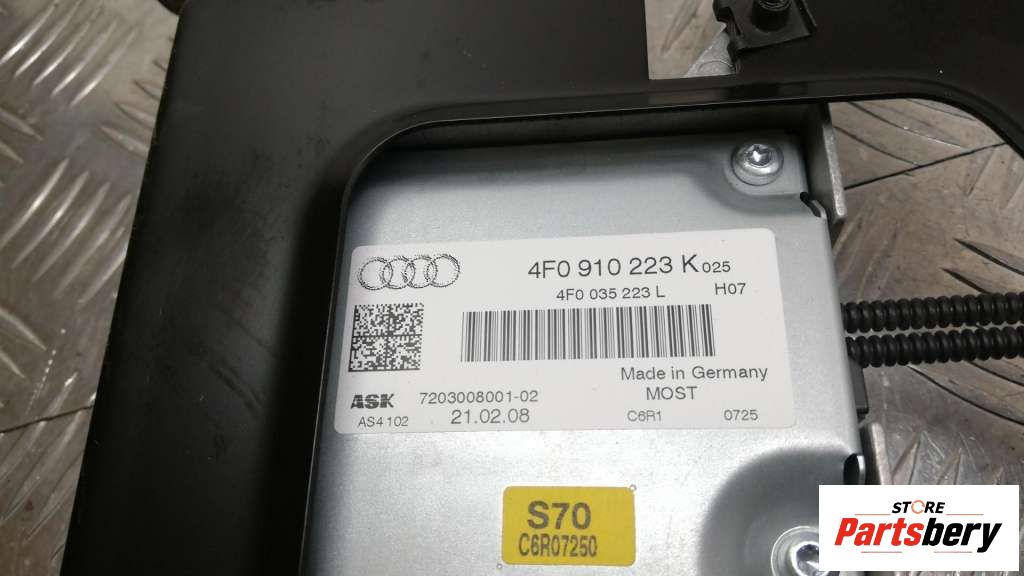 4F0 910 223 K 025
4F0 035 223 L H07
Made in Germany
ASK 7203008001-02 MOST
AS4 102 21.02.08 C6R1 0725
S70
C6R07250
STORE
Partsbery